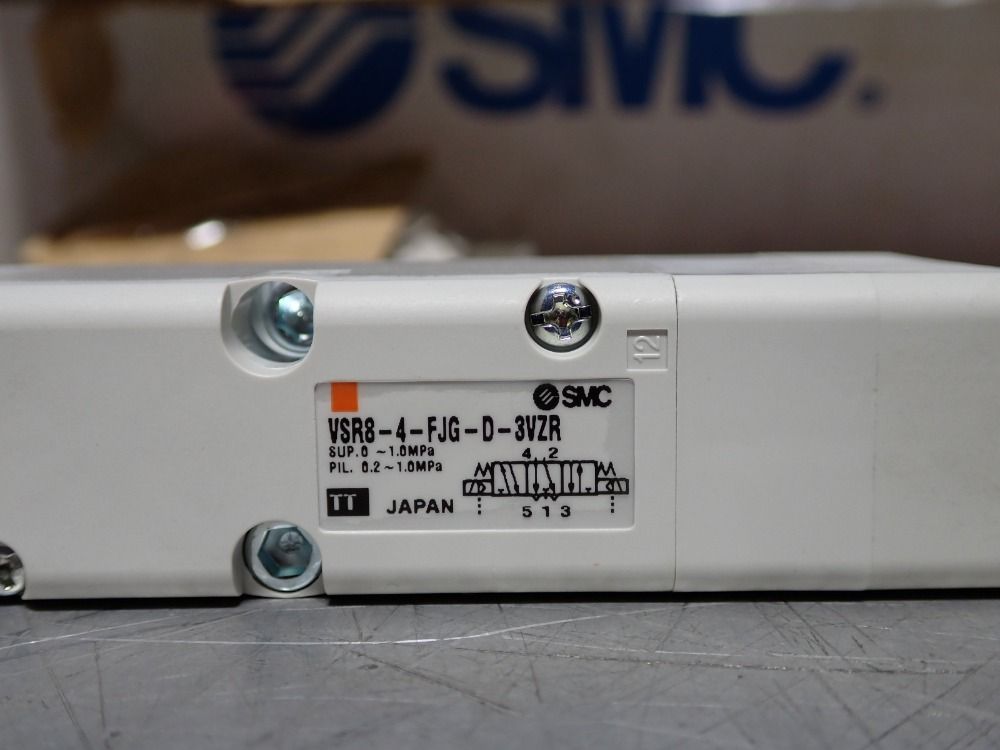 SMC.
12
SMC
VSR8-4-FJG-D-3VZR
SUP.0 ~1.0MPa
PIL. 0.2~1.0MPa
4 2
TT JAPAN
5 1 3